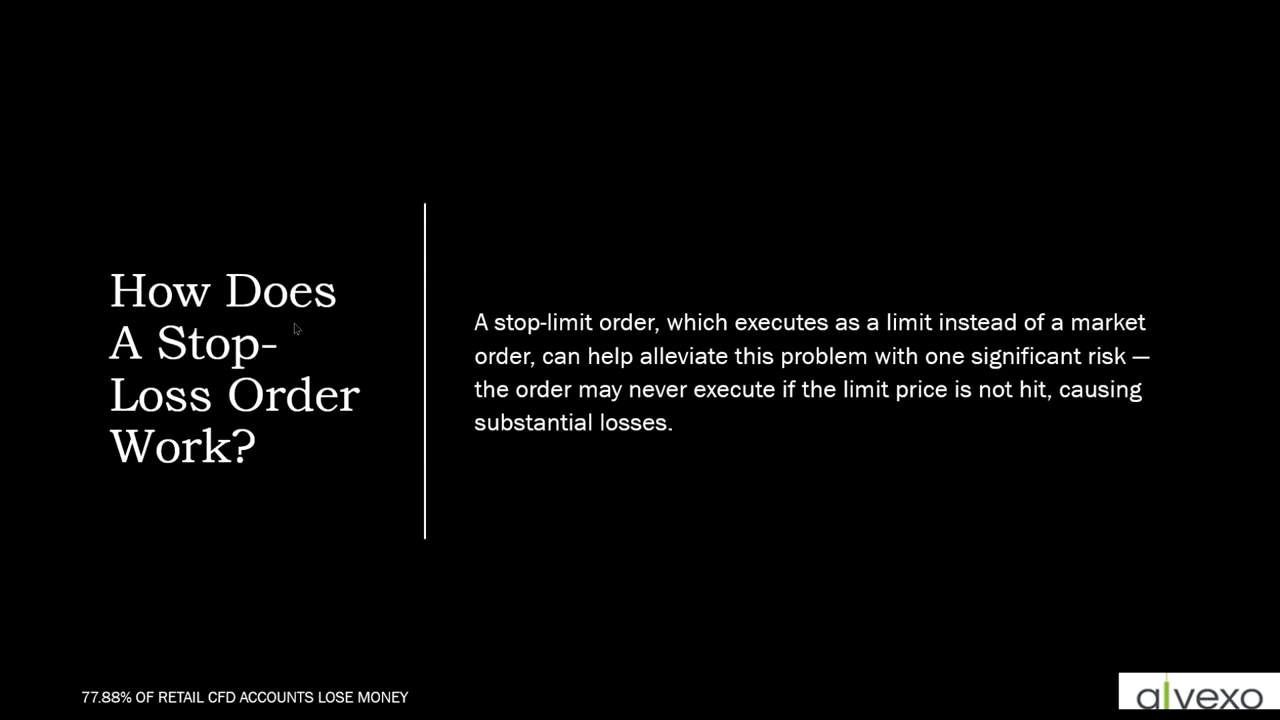 How Does
A Stop-
Loss Order
Work?
A stop-limit order, which executes as a limit instead of a market
order, can help alleviate this problem with one significant risk —
the order may never execute if the limit price is not hit, causing
substantial losses.
77.88% OF RETAIL CFD ACCOUNTS LOSE MONEY
alvexo